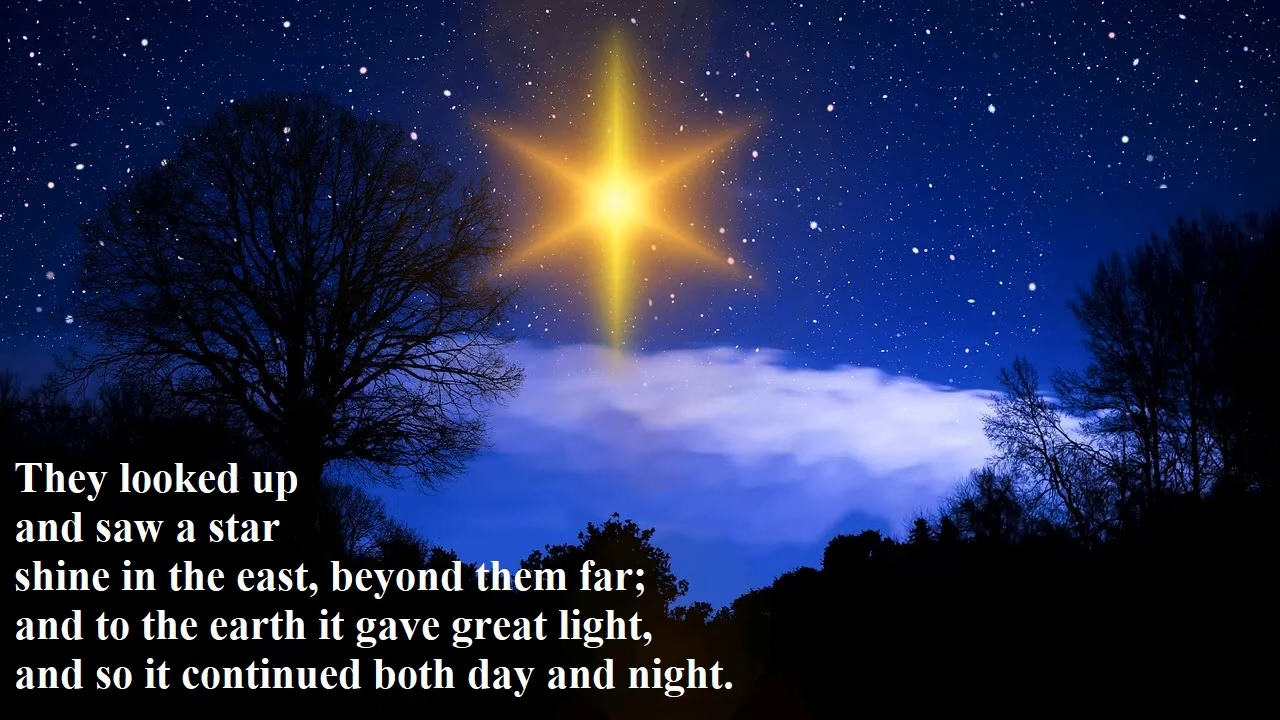 They looked up
and saw a star
shine in the east, beyond them far;
and to the earth it gave great light,
and so it continued both day and night.